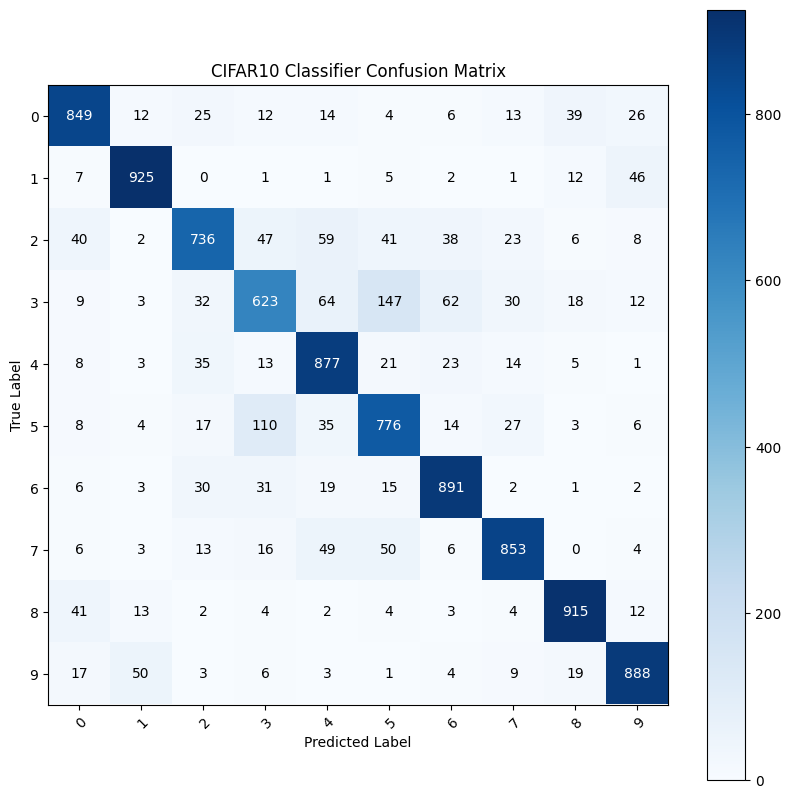 CIFAR10 Classifier Confusion Matrix
0 849 12 25 12 14 4 6 13 39 26
1 7 925 0 1 1 5 2 1 12 46
2 40 2 736 47 59 41 38 23 6 8
3 9 3 32 623 64 147 62 30 18 12
4 8 3 35 13 877 21 23 14 5 1
5 8 4 17 110 35 776 14 27 3 6
6 6 3 30 31 19 15 891 2 1 2
7 6 3 13 16 49 50 6 853 0 4
8 41 13 2 4 2 4 3 4 915 12
9 17 50 3 6 3 1 4 9 19 888
0 1 2 3 4 5 6 7 8 9
Predicted Label
True Label
800
600
400
200
0